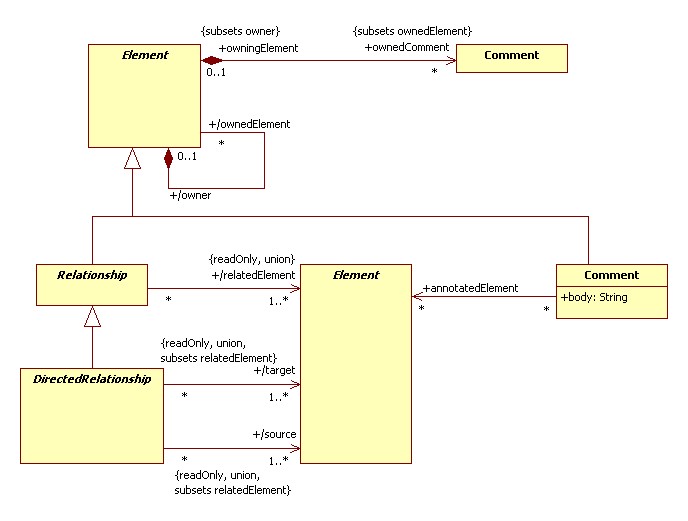 {subsets owner}
{subsets ownedElement}
Element
+owningElement
+ownedComment
Comment
0..1
*
+/ownedElement
*
0..1
+/owner
{readOnly, union}
Relationship
+/relatedElement
Element
Comment
*
1..*
+annotatedElement
+body: String
*
*
{readOnly, union,
subsets relatedElement}
DirectedRelationship
+/target
*
1..*
+/source
*
1..*
{readOnly, union,
subsets relatedElement}